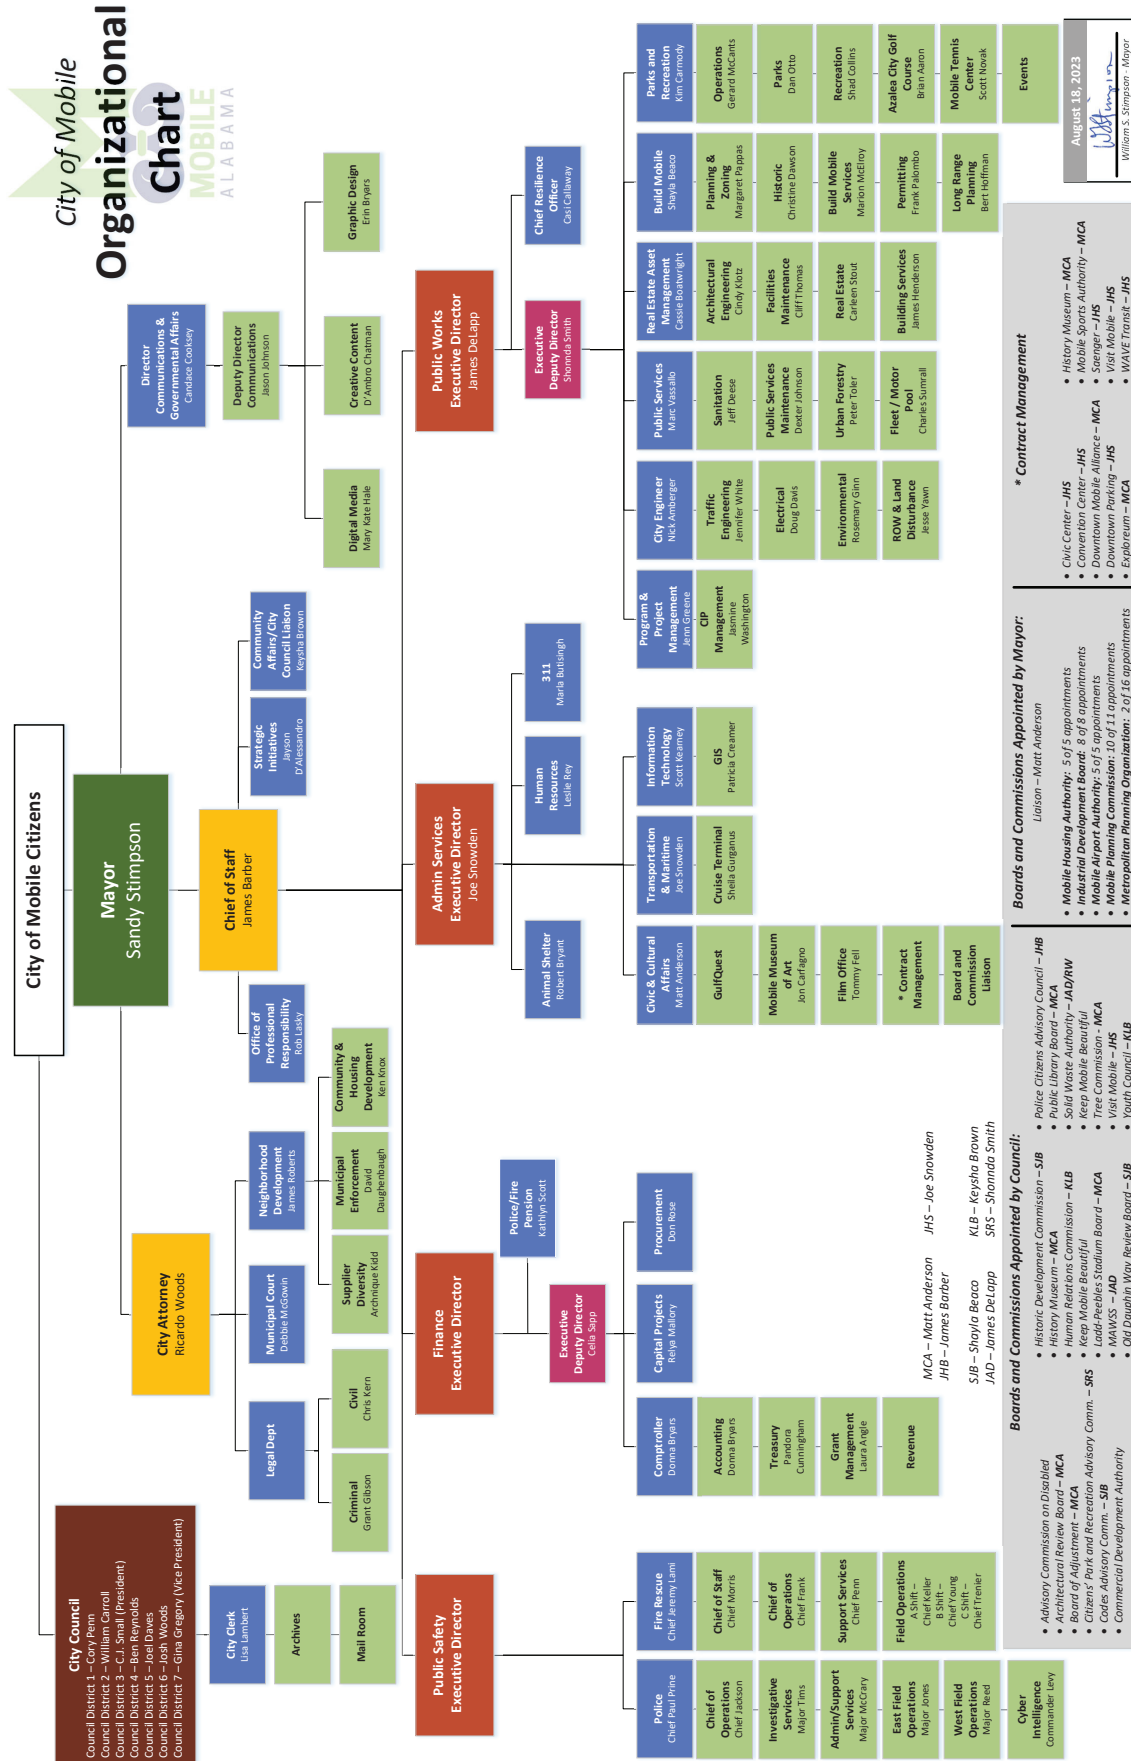 City of Mobile
Organizational
Chart
MOBILE
ALABAMA
City of Mobile Citizens
City Council
Council District 1 – Cory Penn
Council District 2 – William Carroll
Council District 3 – C.J. Small (President)
Council District 4 – Ben Reynolds
Council District 5 – Joel Daves
Council District 6 – Josh Woods
Council District 7 – Gina Gregory (Vice President)
City Clerk
Lisa Lambert
Archives
Mail Room
Mayor
Sandy Stimpson
City Attorney
Ricardo Woods
Legal Dept
Criminal
Grant Gibson
Civil
Chris Kern
Municipal Court
Debbie McGowin
Neighborhood
Development
James Roberts
Supplier
Diversity
Archnique Kidd
Municipal
Enforcement
David
Daughenbaugh
Community &
Housing
Development
Ken Knox
Chief of Staff
James Barber
Office of
Professional
Responsibility
Rob Lasky
Strategic
Initiatives
Jayson
D'Alessandro
Community
Affairs/City
Council Liaison
Keysha Brown
Director
Communications &
Governmental Affairs
Candace Cooksey
Deputy Director
Communications
Jason Johnson
Digital Media
Mary Kate Hale
Creative Content
D'Ambro Chatman
Graphic Design
Erin Bryars
Public Safety
Executive Director
Police
Chief Paul Prine
Chief of
Operations
Chief Jackson
Investigative
Services
Major Tims
Admin/Support
Services
Major McCrary
East Field
Operations
Major Jones
West Field
Operations
Major Reed
Cyber
Intelligence
Commander Levy
Fire Rescue
Chief Jeremy Lami
Chief of Staff
Chief Morris
Chief of
Operations
Chief Frank
Support Services
Chief Penn
Field Operations
A Shift –
Chief Keller
B Shift –
Chief Young
C Shift –
Chief Trenier
Finance
Executive Director
Police/Fire
Pension
Kathlyn Scott
Executive
Deputy Director
Celia Sapp
Comptroller
Donna Bryars
Accounting
Donna Bryars
Treasury
Pandora
Cunningham
Grant
Management
Laura Angle
Revenue
Capital Projects
Relya Mallory
Procurement
Don Rose
Admin Services
Executive Director
Joe Snowden
Animal Shelter
Robert Bryant
Human
Resources
Leslie Rey
311
Marla Butisingh
Civic & Cultural
Affairs
Matt Anderson
GulfQuest
Mobile Museum
of Art
Jon Carfagno
Film Office
Tommy Fell
* Contract
Management
Board and
Commission
Liaison
Transportation
& Maritime
Joe Snowden
Cruise Terminal
Sheila Gurganus
Information
Technology
Scott Kearney
GIS
Patricia Creamer
Public Works
Executive Director
James DeLapp
Executive
Deputy Director
Shonnda Smith
Chief Resilience
Officer
Casi Callaway
Program &
Project
Management
Jenn Greene
CIP
Management
Jasmine
Washington
City Engineer
Nick Amberger
Traffic
Engineering
Jennifer White
Electrical
Doug Davis
Environmental
Rosemary Ginn
ROW & Land
Disturbance
Jesse Yawn
Public Services
Marc Vassallo
Sanitation
Jeff Deese
Public Services
Maintenance
Dexter Johnson
Urban Forestry
Peter Toler
Fleet / Motor
Pool
Charles Sumrall
Real Estate Asset
Management
Cassie Boatwright
Architectural
Engineering
Cindy Klotz
Facilities
Maintenance
Cliff Thomas
Real Estate
Carleen Stout
Building Services
James Henderson
Build Mobile
Shayla Beaco
Planning &
Zoning
Margaret Pappas
Historic
Christine Dawson
Build Mobile
Services
Marion McElroy
Permitting
Frank Palombo
Long Range
Planning
Bert Hoffman
Parks and
Recreation
Kim Carmody
Operations
Gerard McCants
Parks
Dan Otto
Recreation
Shad Collins
Azalea City Golf
Course
Brian Aaron
Mobile Tennis
Center
Scott Novak
Events
MCA – Matt Anderson
JHS – Joe Snowden
JHB – James Barber
SJB – Shayla Beaco
KLB – Keysha Brown
JAD – James DeLapp
SRS – Shonnda Smith
Boards and Commissions Appointed by Council:
• Advisory Commission on Disabled
• Architectural Review Board – MCA
• Board of Adjustment – MCA
• Citizens' Park and Recreation Advisory Comm. – SRS
• Codes Advisory Comm. – SJB
• Commercial Development Authority
• Historic Development Commission – SJB
• History Museum – MCA
• Human Relations Commission – KLB
• Keep Mobile Beautiful
• Ladd-Peebles Stadium Board – MCA
• MAWSS – JAD
• Old Dauphin Way Review Board – SJB
• Police Citizens Advisory Council – JHB
• Public Library Board – MCA
• Solid Waste Authority – JAD/RW
• Keep Mobile Beautiful
• Tree Commission - MCA
• Visit Mobile – JHS
• Youth Council – KLB
Boards and Commissions Appointed by Mayor:
Liaison – Matt Anderson
• Mobile Housing Authority: 5 of 5 appointments
• Industrial Development Board: 8 of 8 appointments
• Mobile Airport Authority: 5 of 5 appointments
• Mobile Planning Commission: 10 of 11 appointments
• Metropolitan Planning Organization: 2 of 16 appointments
* Contract Management
• Civic Center – JHS
• Convention Center – JHS
• Downtown Mobile Alliance – MCA
• Downtown Parking – JHS
• Exploreum – MCA
• History Museum – MCA
• Mobile Sports Authority – MCA
• Saenger – JHS
• Visit Mobile – JHS
• WAVE Transit – JHS
August 18, 2023
William S. Stimpson - Mayor